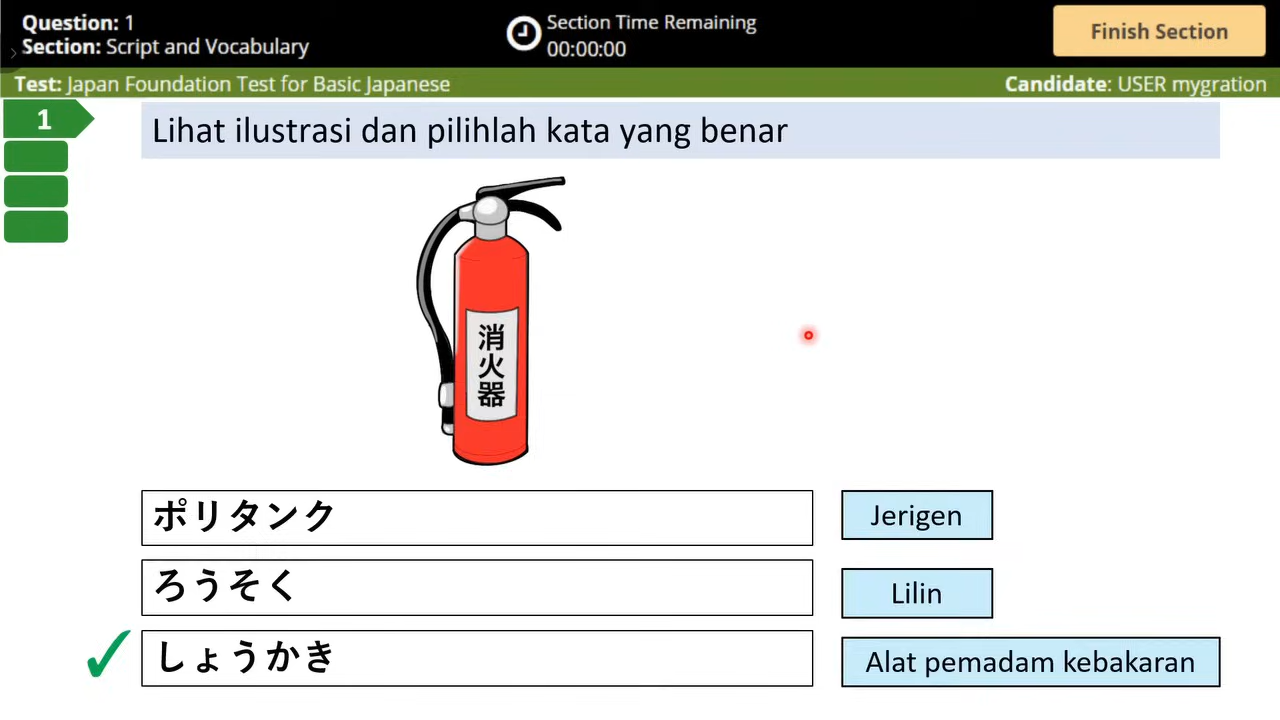 Question: 1
Section: Script and Vocabulary
Section Time Remaining
00:00:00
Finish Section
Test: Japan Foundation Test for Basic Japanese
Candidate: USER mygration
1
Lihat ilustrasi dan pilihlah kata yang benar
消火器
ポリタンク
Jerigen
ろうそく
Lilin
しょうかき
Alat pemadam kebakaran